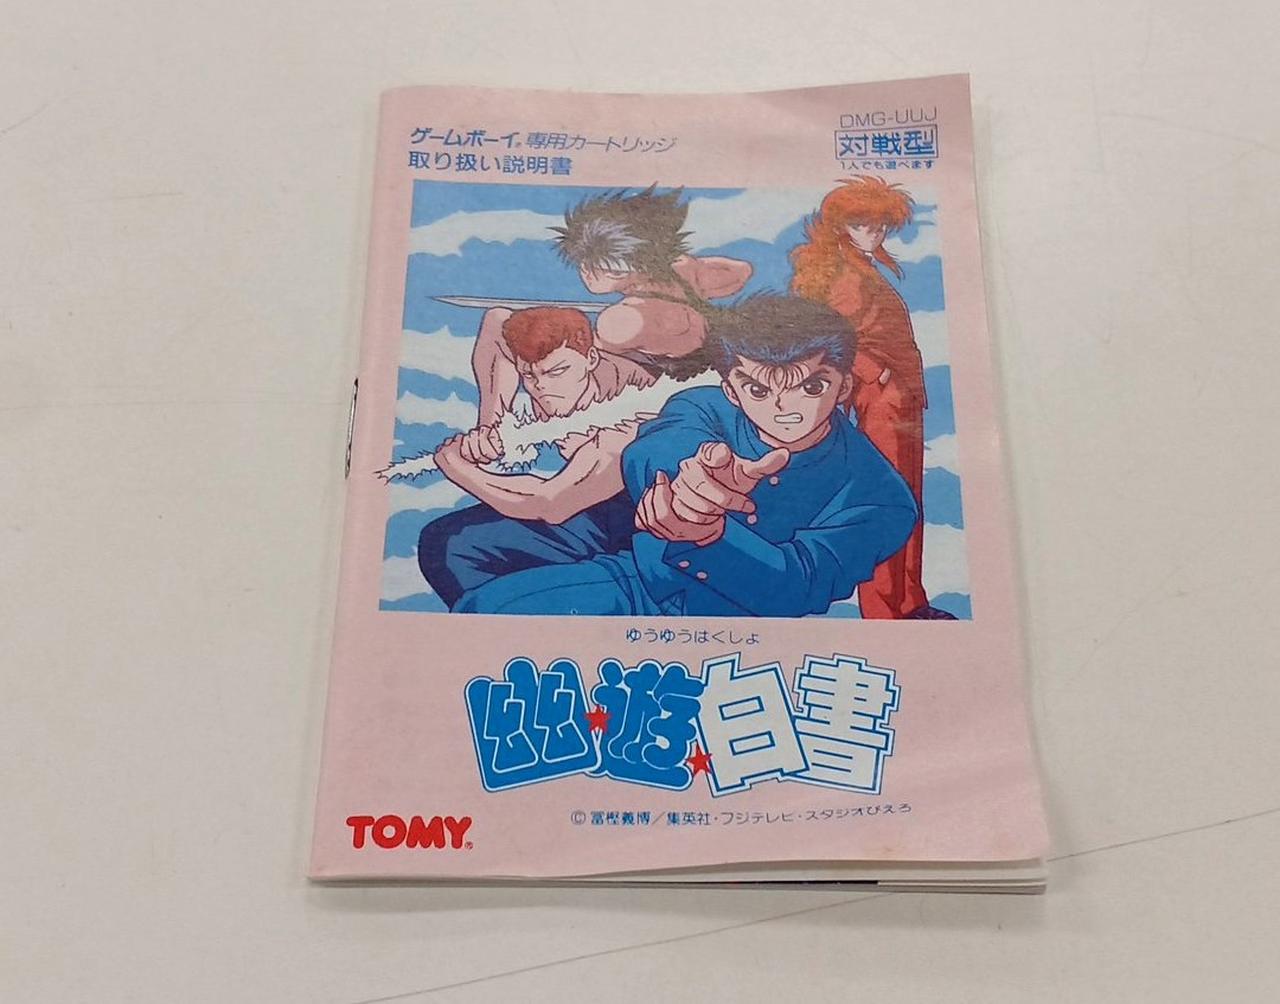 DMG-UUJ
ゲームボーイ® 専用カートリッジ
対戦型
取り扱い説明書
1人でも遊べます
ゆうゆうはくしょ
幽★遊★白書
© 冨樫義博／集英社・フジテレビ・スタジオぴえろ
TOMY®